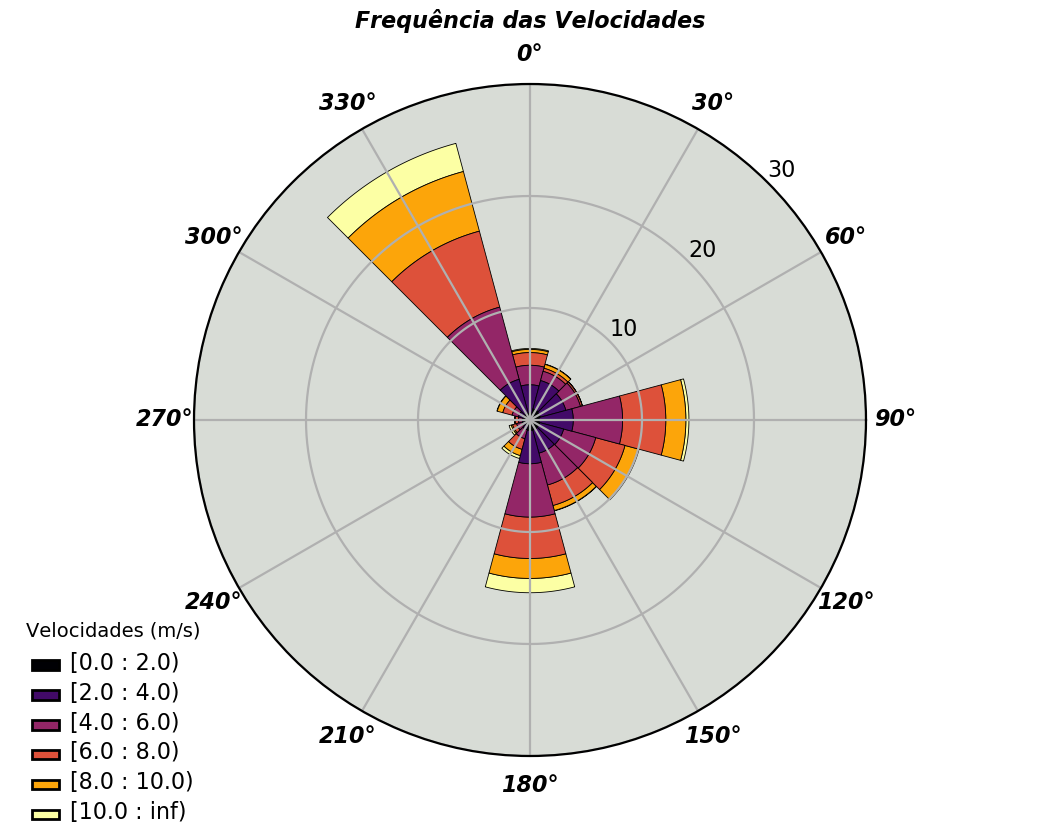 Frequência das Velocidades
0°
330°
30°
30
300°
60°
20
10
270°
90°
240°
120°
210°
150°
180°
Velocidades (m/s)
[0.0 : 2.0)
[2.0 : 4.0)
[4.0 : 6.0)
[6.0 : 8.0)
[8.0 : 10.0)
[10.0 : inf)